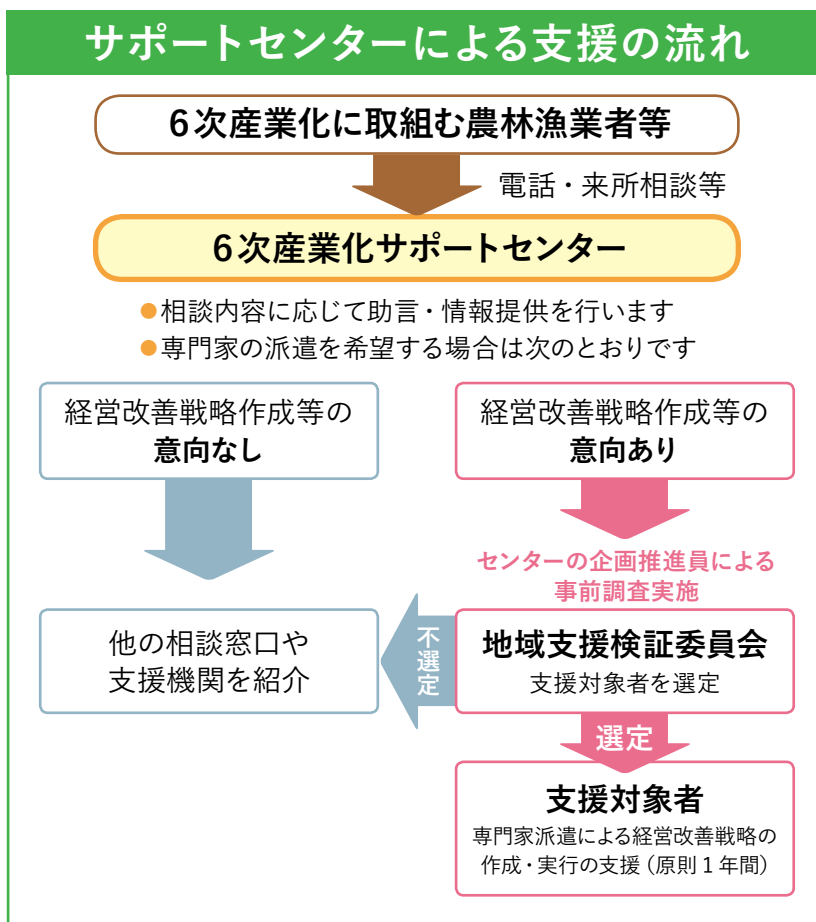 サポートセンターによる支援の流れ
6次産業化に取組む農林漁業者等
電話・来所相談等
6次産業化サポートセンター
●相談内容に応じて助言・情報提供を行います
●専門家の派遣を希望する場合は次のとおりです
経営改善戦略作成等の
意向なし
経営改善戦略作成等の
意向あり
センターの企画推進員による
事前調査実施
他の相談窓口や
支援機関を紹介
不選定
地域支援検証委員会
支援対象者を選定
選定
支援対象者
専門家派遣による経営改善戦略の
作成・実行の支援（原則1年間）